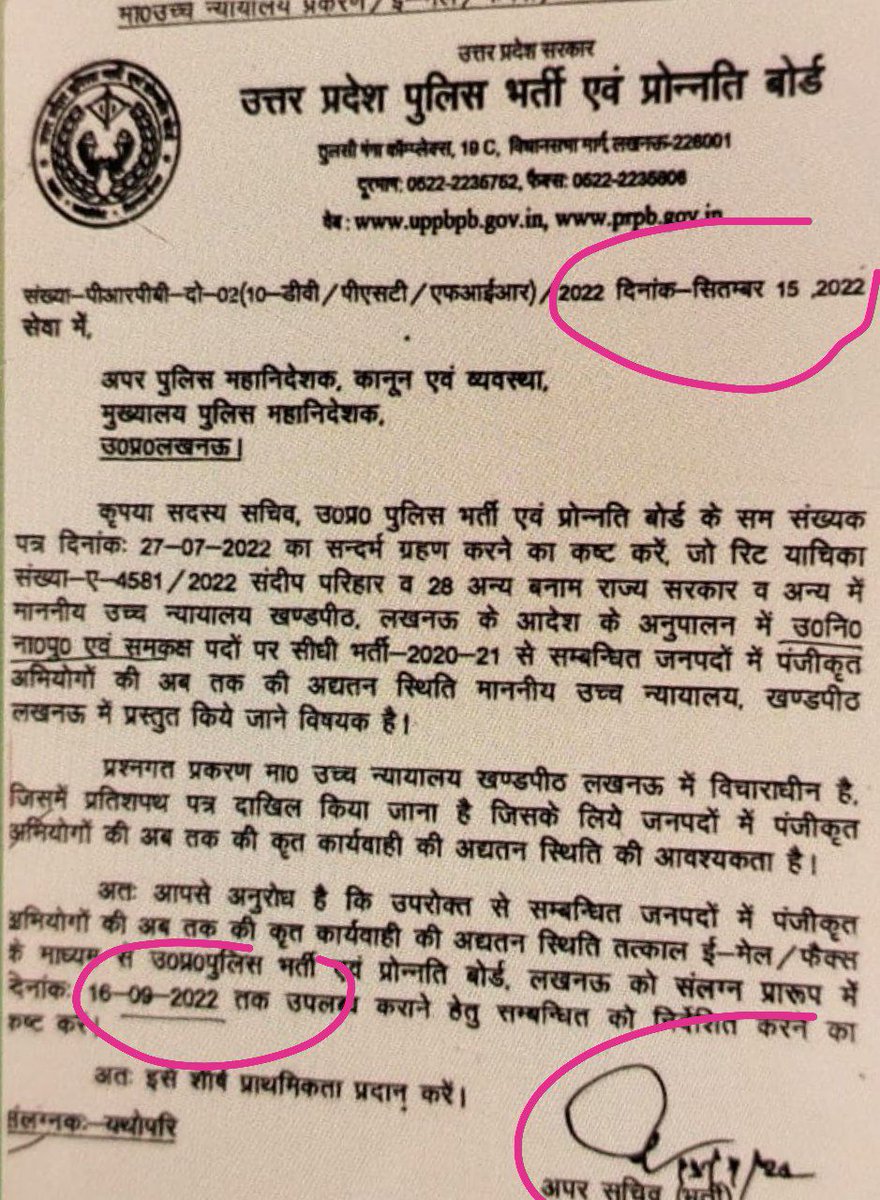 मा0उच्च न्यायालय प्रकरण/ई-मेल/
उत्तर प्रदेश सरकार
उत्तर प्रदेश पुलिस भर्ती एवं प्रोन्नति बोर्ड
तुलसी गंगा कॉम्प्लेक्स, 19 C, विधानसभा मार्ग, लखनऊ-226001
दूरभाष: 0522-2235752, फैक्स: 0522-2235806
वेब : www.uppbpb.gov.in, www.prpb.gov.in
संख्या-पीआरपीबी-दो-02(10-डीवी/पीएसटी/एफआईआर)/2022 दिनांक-सितम्बर 15 ,2022
सेवा में,
अपर पुलिस महानिदेशक, कानून एवं व्यवस्था,
मुख्यालय पुलिस महानिदेशक,
उ0प्र0लखनऊ।
कृपया सदस्य सचिव, उ0प्र0 पुलिस भर्ती एवं प्रोन्नति बोर्ड के सम संख्यक
पत्र दिनांकः 27-07-2022 का सन्दर्भ ग्रहण करने का कष्ट करें, जो रिट याचिका
संख्या-ए-4581/2022 संदीप परिहार व 28 अन्य बनाम राज्य सरकार व अन्य में
माननीय उच्च न्यायालय खण्डपीठ, लखनऊ के आदेश के अनुपालन में उ0नि0
ना0पु0 एवं समकक्ष पदों पर सीधी भर्ती-2020-21 से सम्बन्धित जनपदों में पंजीकृत
अभियोगों की अब तक की अद्यतन स्थिति माननीय उच्च न्यायालय, खण्डपीठ
लखनऊ में प्रस्तुत किये जाने विषयक है।
प्रश्नगत प्रकरण मा0 उच्च न्यायालय खण्डपीठ लखनऊ में विचाराधीन है,
जिसमें प्रतिशपथ पत्र दाखिल किया जाना है जिसके लिये जनपदों में पंजीकृत
अभियोगों की अब तक की कृत कार्यवाही की अद्यतन स्थिति की आवश्यकता है।
अतः आपसे अनुरोध है कि उपरोक्त से सम्बन्धित जनपदों में पंजीकृत
अभियोगों की अब तक की कृत कार्यवाही की अद्यतन स्थिति तत्काल ई-मेल/फैक्स
के माध्यम से उ0प्र0पुलिस भर्ती एवं प्रोन्नति बोर्ड, लखनऊ को संलग्न प्रारूप में
देनांकः 16-09-2022 तक उपलब्ध कराने हेतु सम्बन्धित को निर्देशित करने का
कष्ट करें।
अतः इसे शीर्ष प्राथमिकता प्रदान् करें।
संलग्नकः-यथोपरि
अपर सचिव (भर्ती)